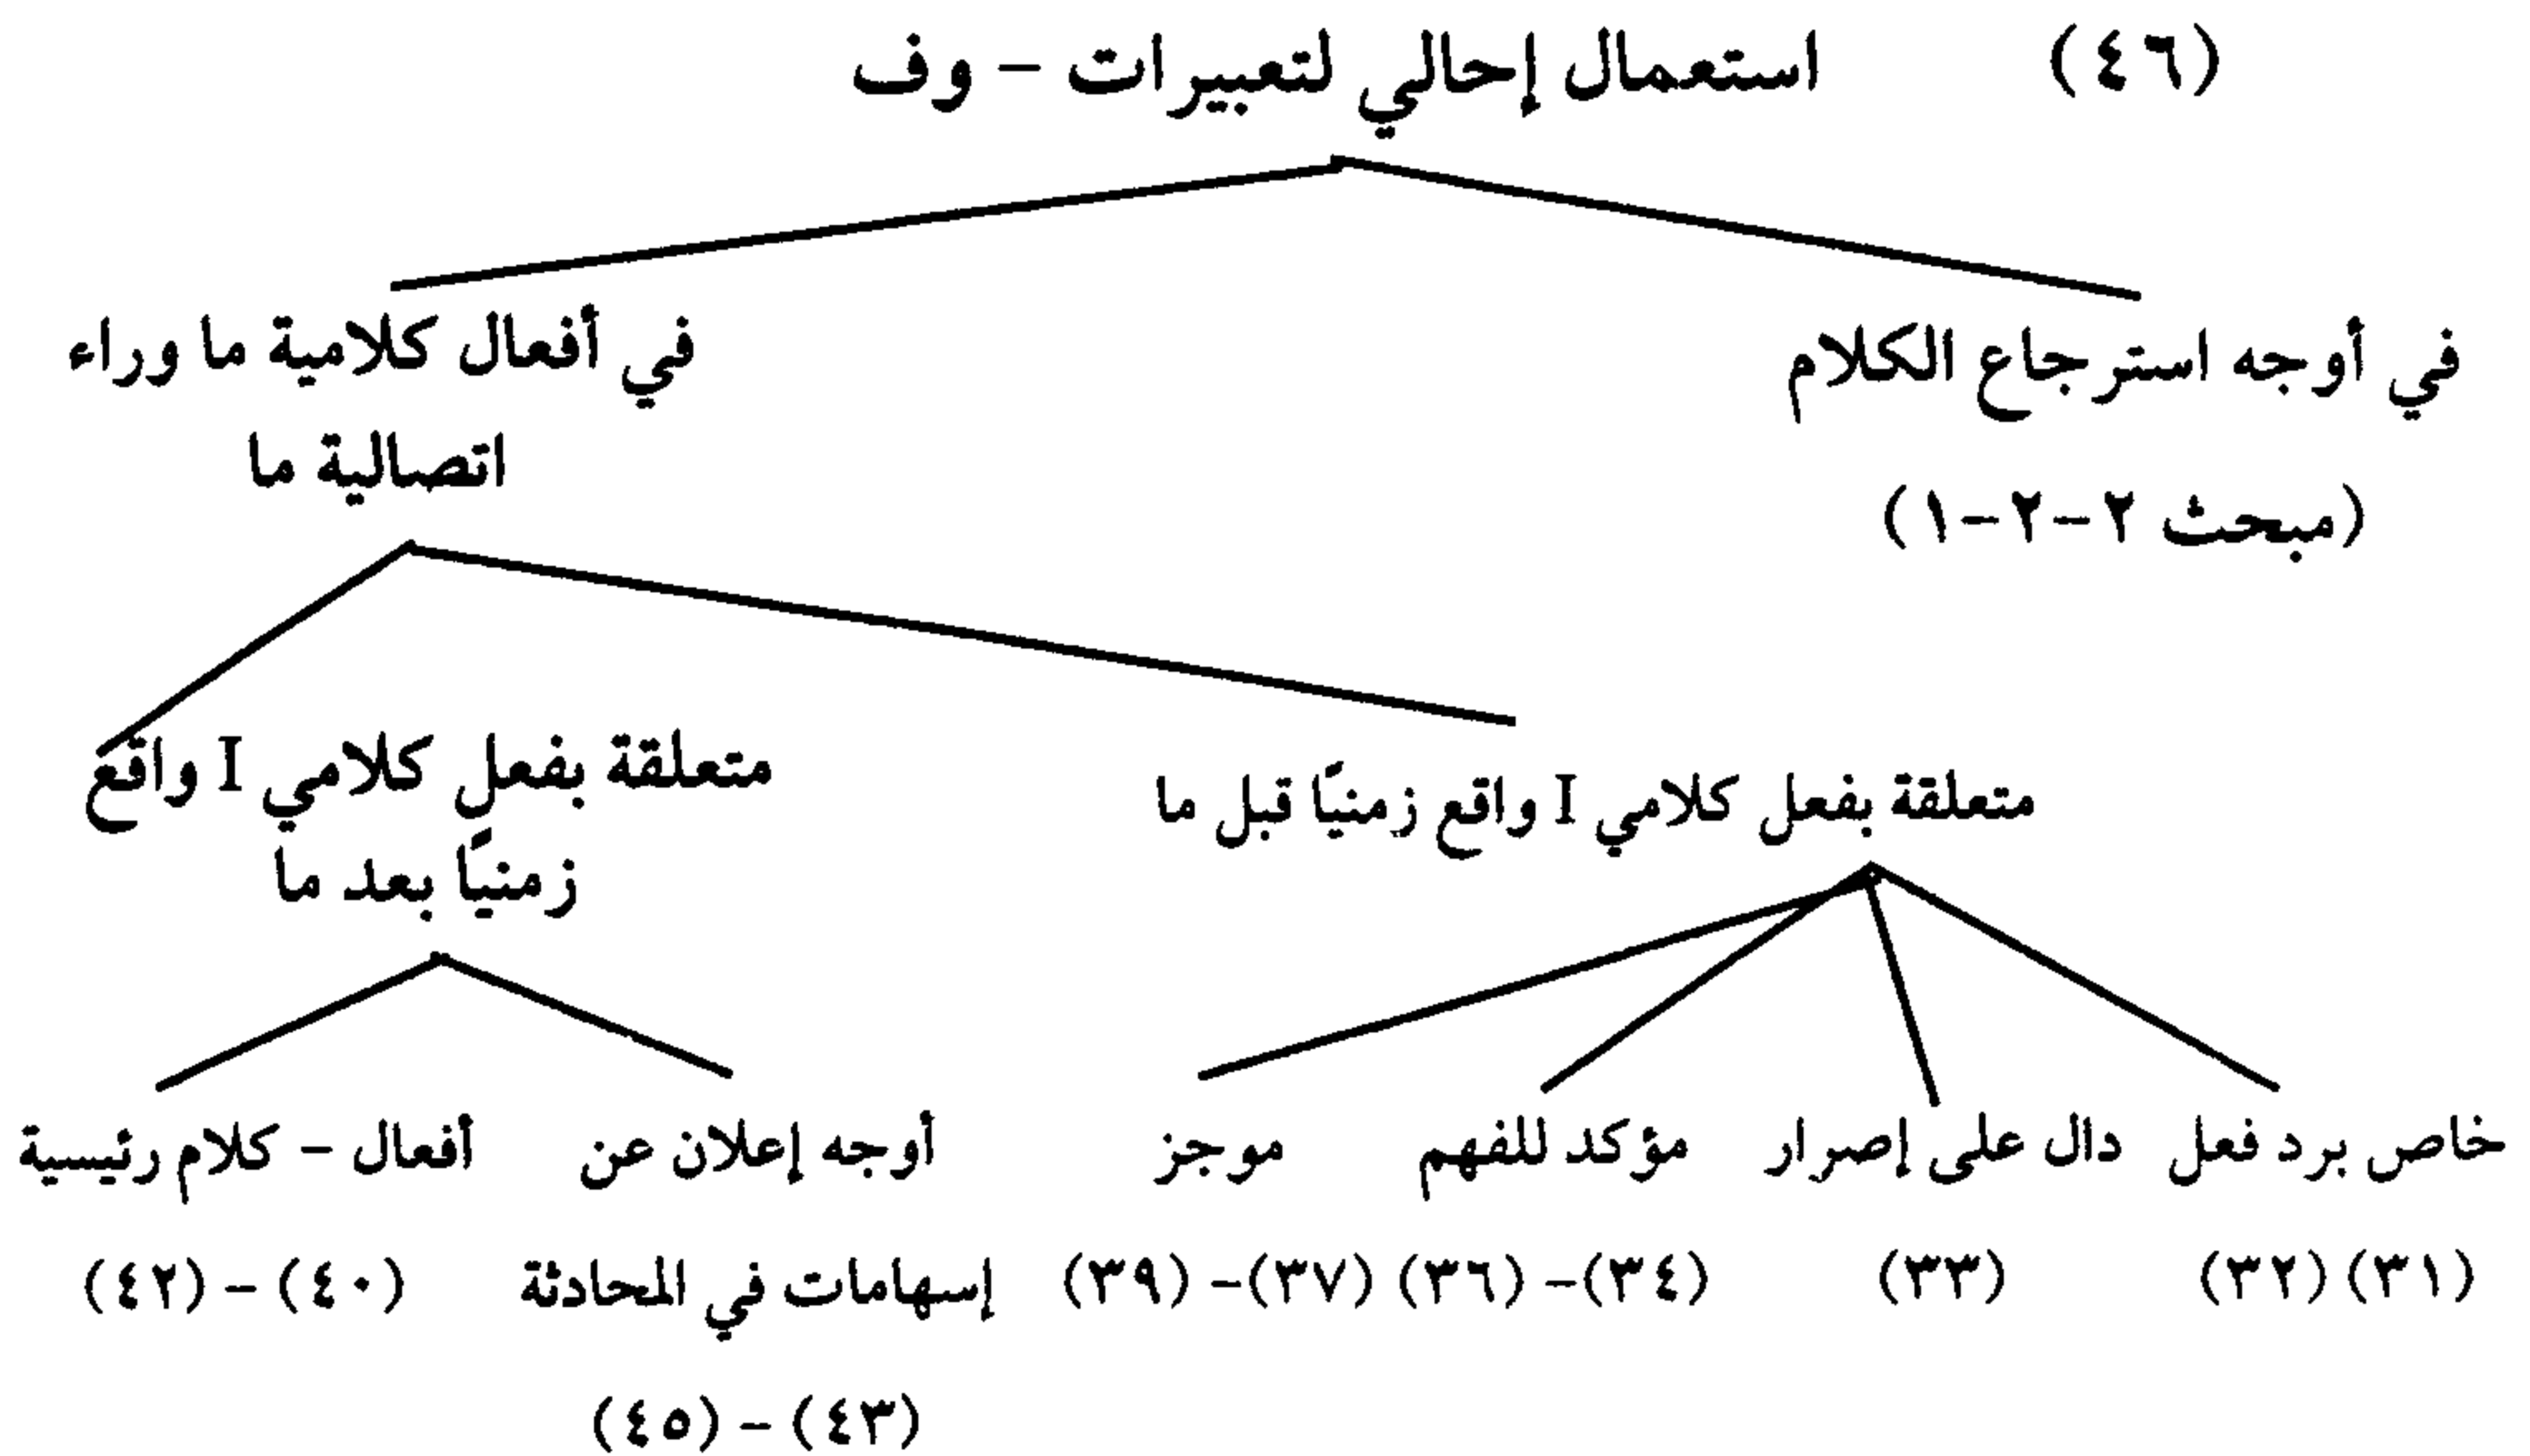 (٤٦) استعمال إحالي لتعبيرات – وف
في أوجه استرجاع الكلام
(مبحث ٢–٢–١)
في أفعال كلامية ما وراء
اتصالية ما
متعلقة بفعل كلامي I واقع زمنيًا قبل ما
متعلقة بفعل كلامي I واقع
زمنيًا بعد ما
خاص برد فعل
(٣١) (٣٢)
دال على إصرار
(٣٣)
مؤكد للفهم
(٣٤)– (٣٦)
موجز
(٣٧)– (٣٩)
أوجه إعلان عن
إسهامات في المحادثة
(٤٣) – (٤٥)
أفعال – كلام رئيسية
(٤٠) – (٤٢)